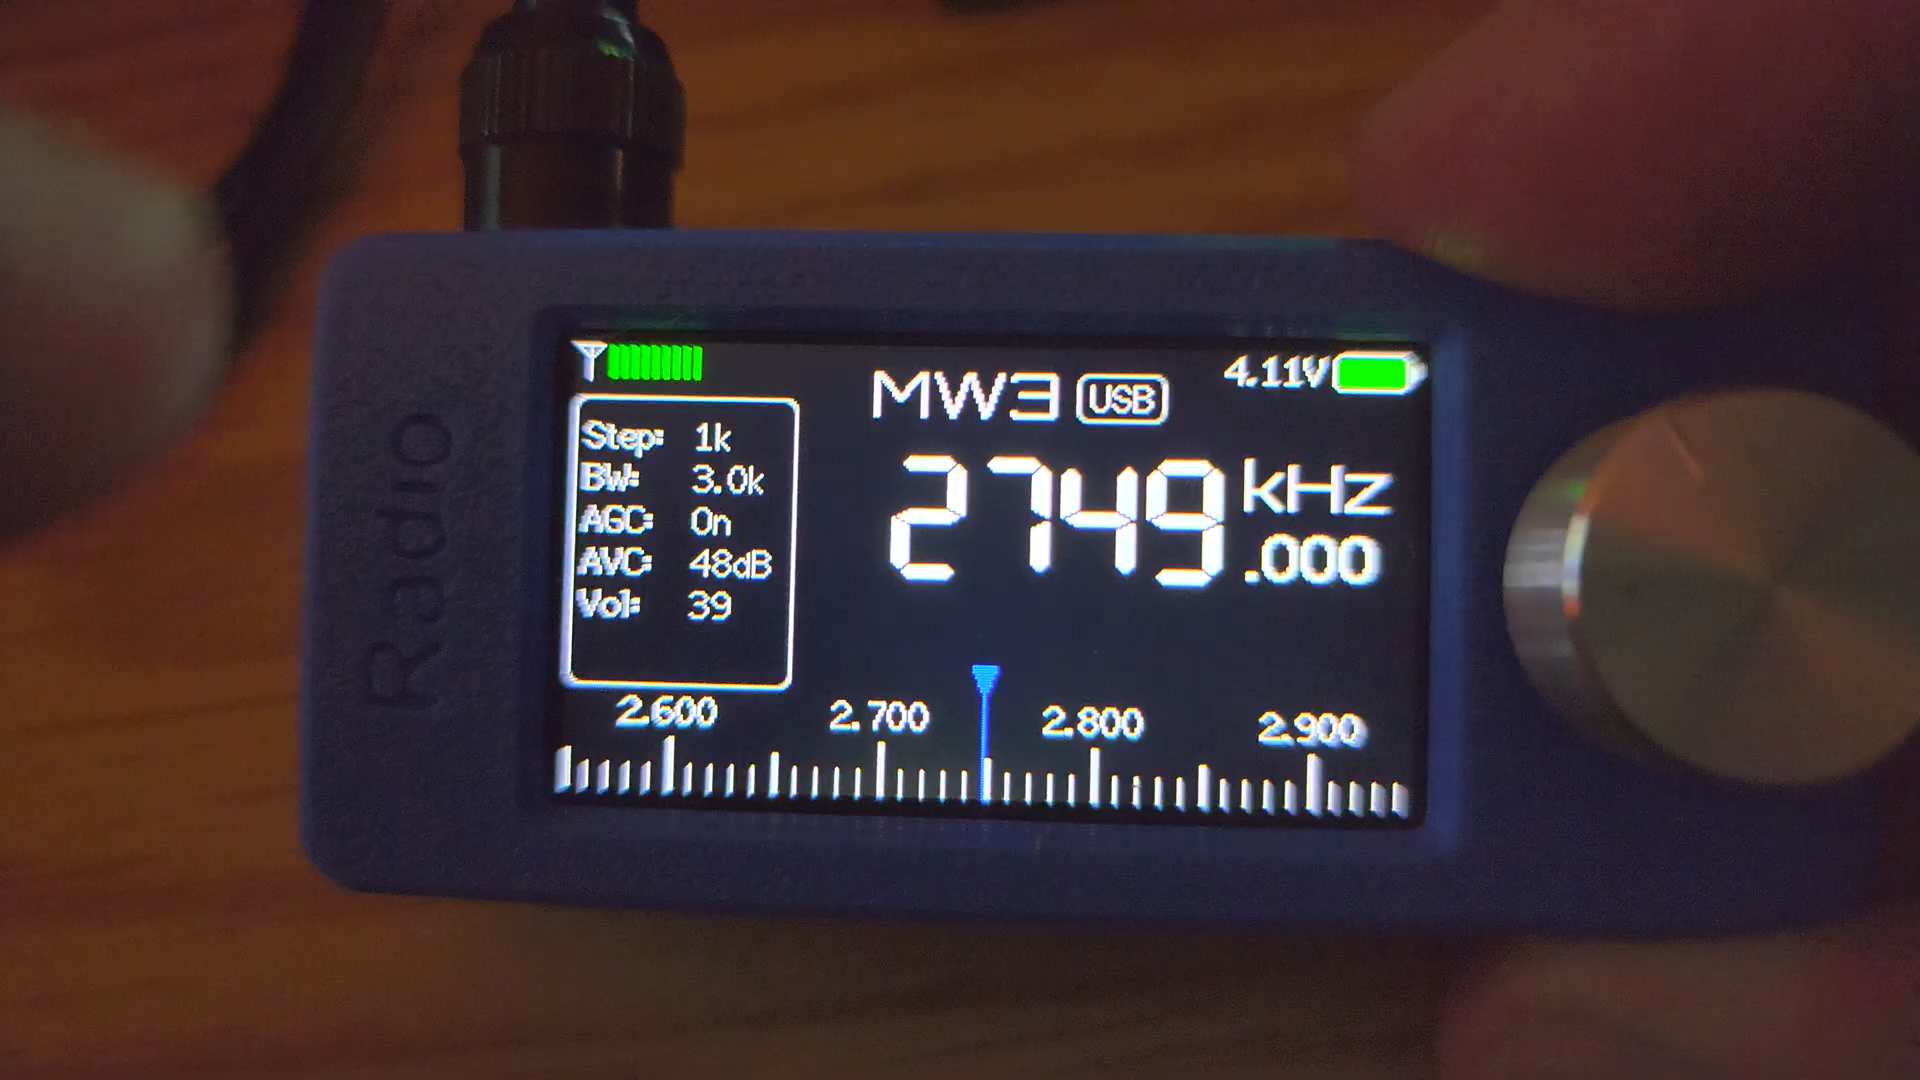 Radio
MW3 USB
4.11V
Step: 1k
BW: 3.0k
AGC: On
AVC: 48dB
Vol: 39
2749 kHz
.000
2.600 2.700 2.800 2.900